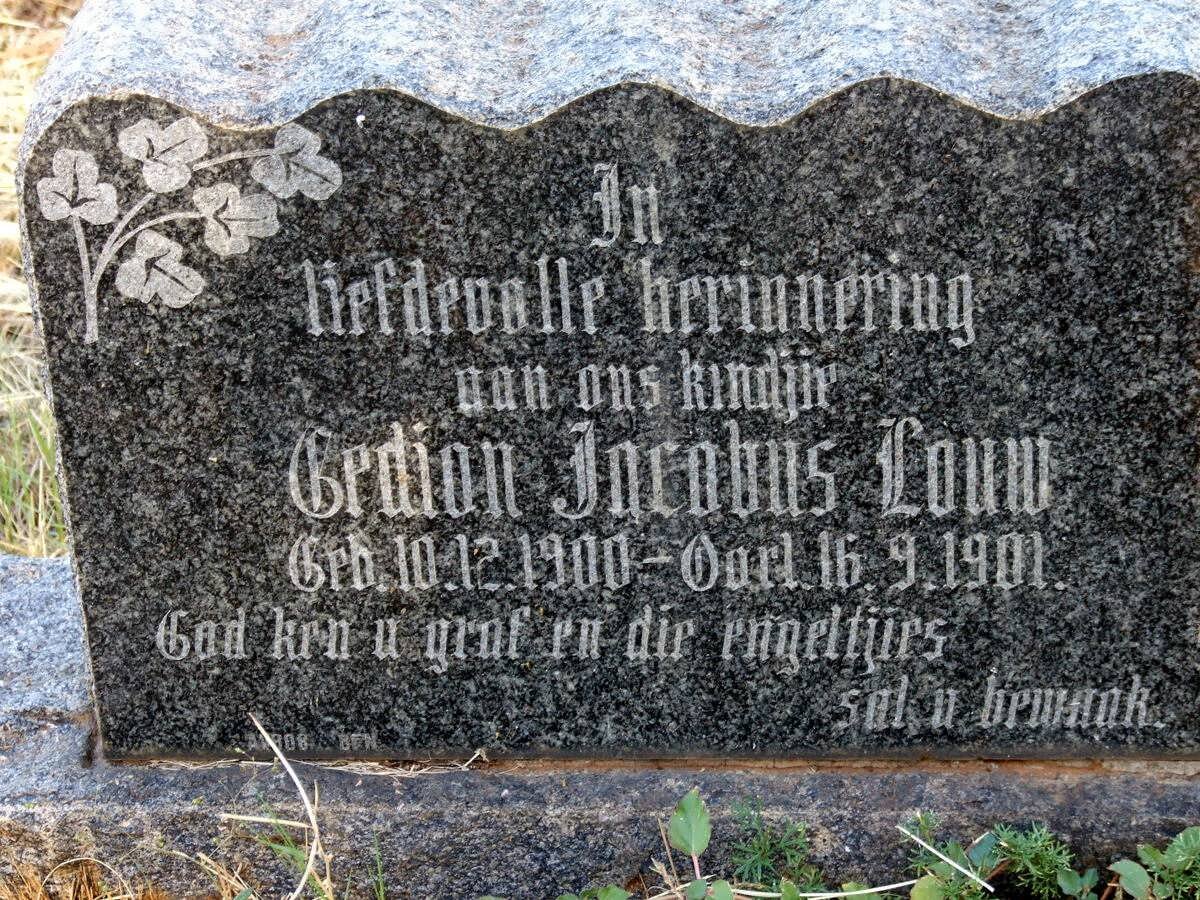 In
liefdevolle herinnering
aan ons kindjie
Gedion Jacobus Louw
Geb. 10.12.1900 – Oorl. 16.9.1901.
God ken u graf en die engeltjies
sal u bewaak.
BFN